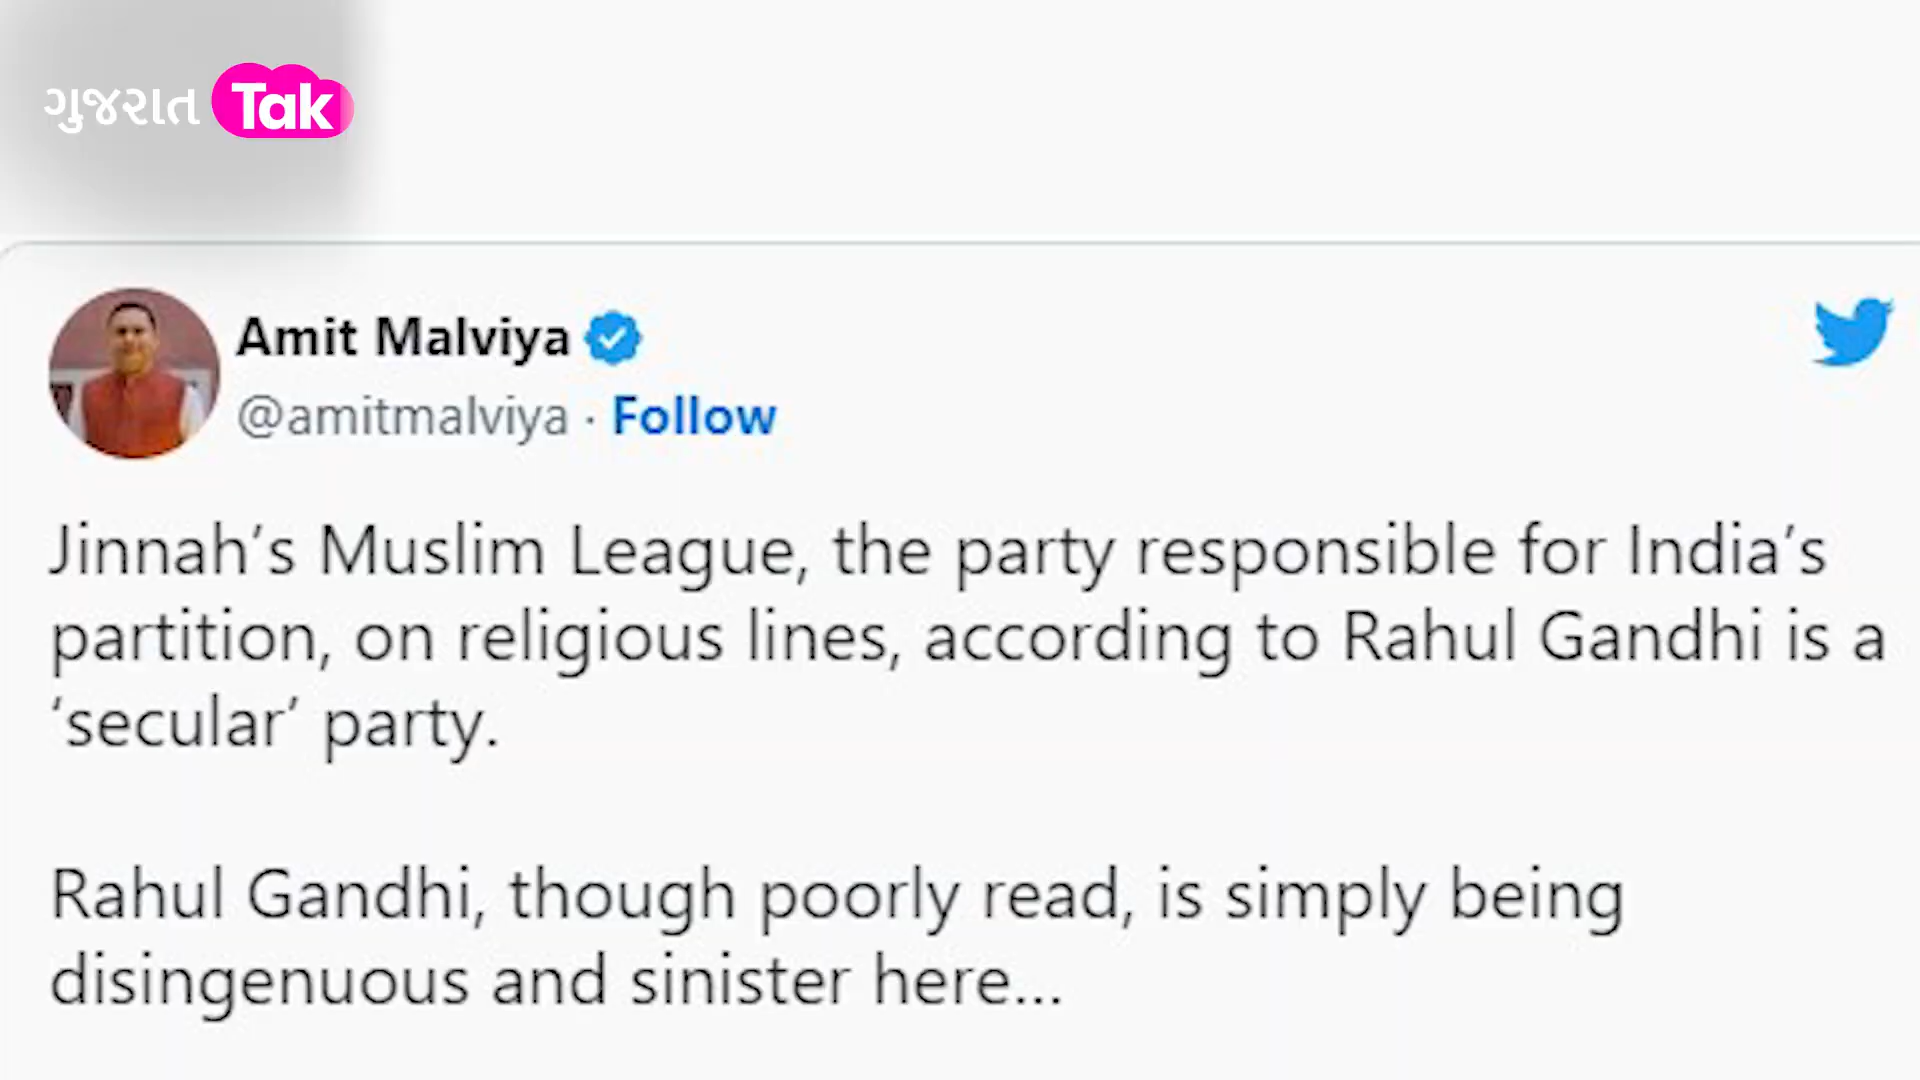 ગુજરાત Tak
Amit Malviya
@amitmalviya · Follow
Jinnah’s Muslim League, the party responsible for India’s
partition, on religious lines, according to Rahul Gandhi is a
‘secular’ party.
Rahul Gandhi, though poorly read, is simply being
disingenuous and sinister here...